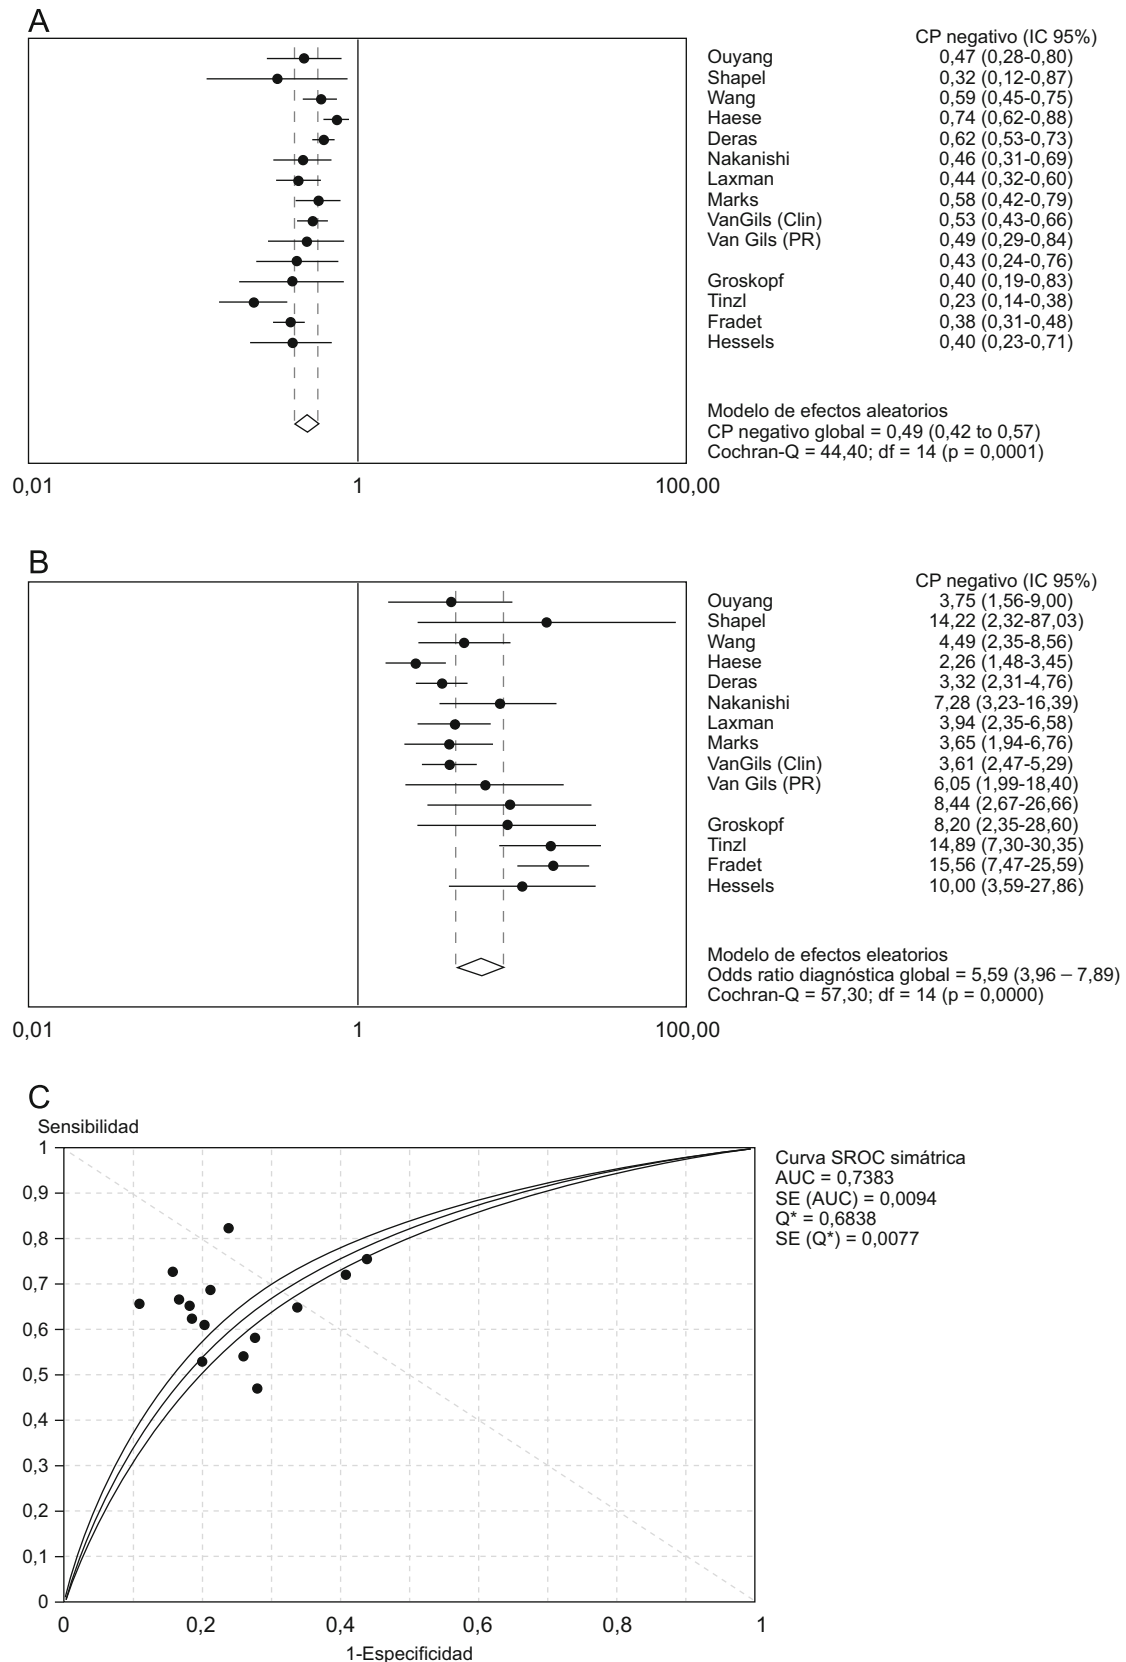 A
CP negativo (IC 95%)
Ouyang 0,47 (0,28-0,80)
Shapel 0,32 (0,12-0,87)
Wang 0,59 (0,45-0,75)
Haese 0,74 (0,62-0,88)
Deras 0,62 (0,53-0,73)
Nakanishi 0,46 (0,31-0,69)
Laxman 0,44 (0,32-0,60)
Marks 0,58 (0,42-0,79)
VanGils (Clin) 0,53 (0,43-0,66)
Van Gils (PR) 0,49 (0,29-0,84)
0,43 (0,24-0,76)
Groskopf 0,40 (0,19-0,83)
Tinzl 0,23 (0,14-0,38)
Fradet 0,38 (0,31-0,48)
Hessels 0,40 (0,23-0,71)
Modelo de efectos aleatorios
CP negativo global = 0,49 (0,42 to 0,57)
Cochran-Q = 44,40; df = 14 (p = 0,0001)
0,01 1 100,00
B
CP negativo (IC 95%)
Ouyang 3,75 (1,56-9,00)
Shapel 14,22 (2,32-87,03)
Wang 4,49 (2,35-8,56)
Haese 2,26 (1,48-3,45)
Deras 3,32 (2,31-4,76)
Nakanishi 7,28 (3,23-16,39)
Laxman 3,94 (2,35-6,58)
Marks 3,65 (1,94-6,76)
VanGils (Clin) 3,61 (2,47-5,29)
Van Gils (PR) 6,05 (1,99-18,40)
8,44 (2,67-26,66)
Groskopf 8,20 (2,35-28,60)
Tinzl 14,89 (7,30-30,35)
Fradet 15,56 (7,47-25,59)
Hessels 10,00 (3,59-27,86)
Modelo de efectos eleatorios
Odds ratio diagnóstica global = 5,59 (3,96 – 7,89)
Cochran-Q = 57,30; df = 14 (p = 0,0000)
0,01 1 100,00
C
Sensibilidad
1
0,9
0,8
0,7
0,6
0,5
0,4
0,3
0,2
0,1
0
0 0,2 0,4 0,6 0,8 1
1-Especificidad
Curva SROC simátrica
AUC = 0,7383
SE (AUC) = 0,0094
Q* = 0,6838
SE (Q*) = 0,0077